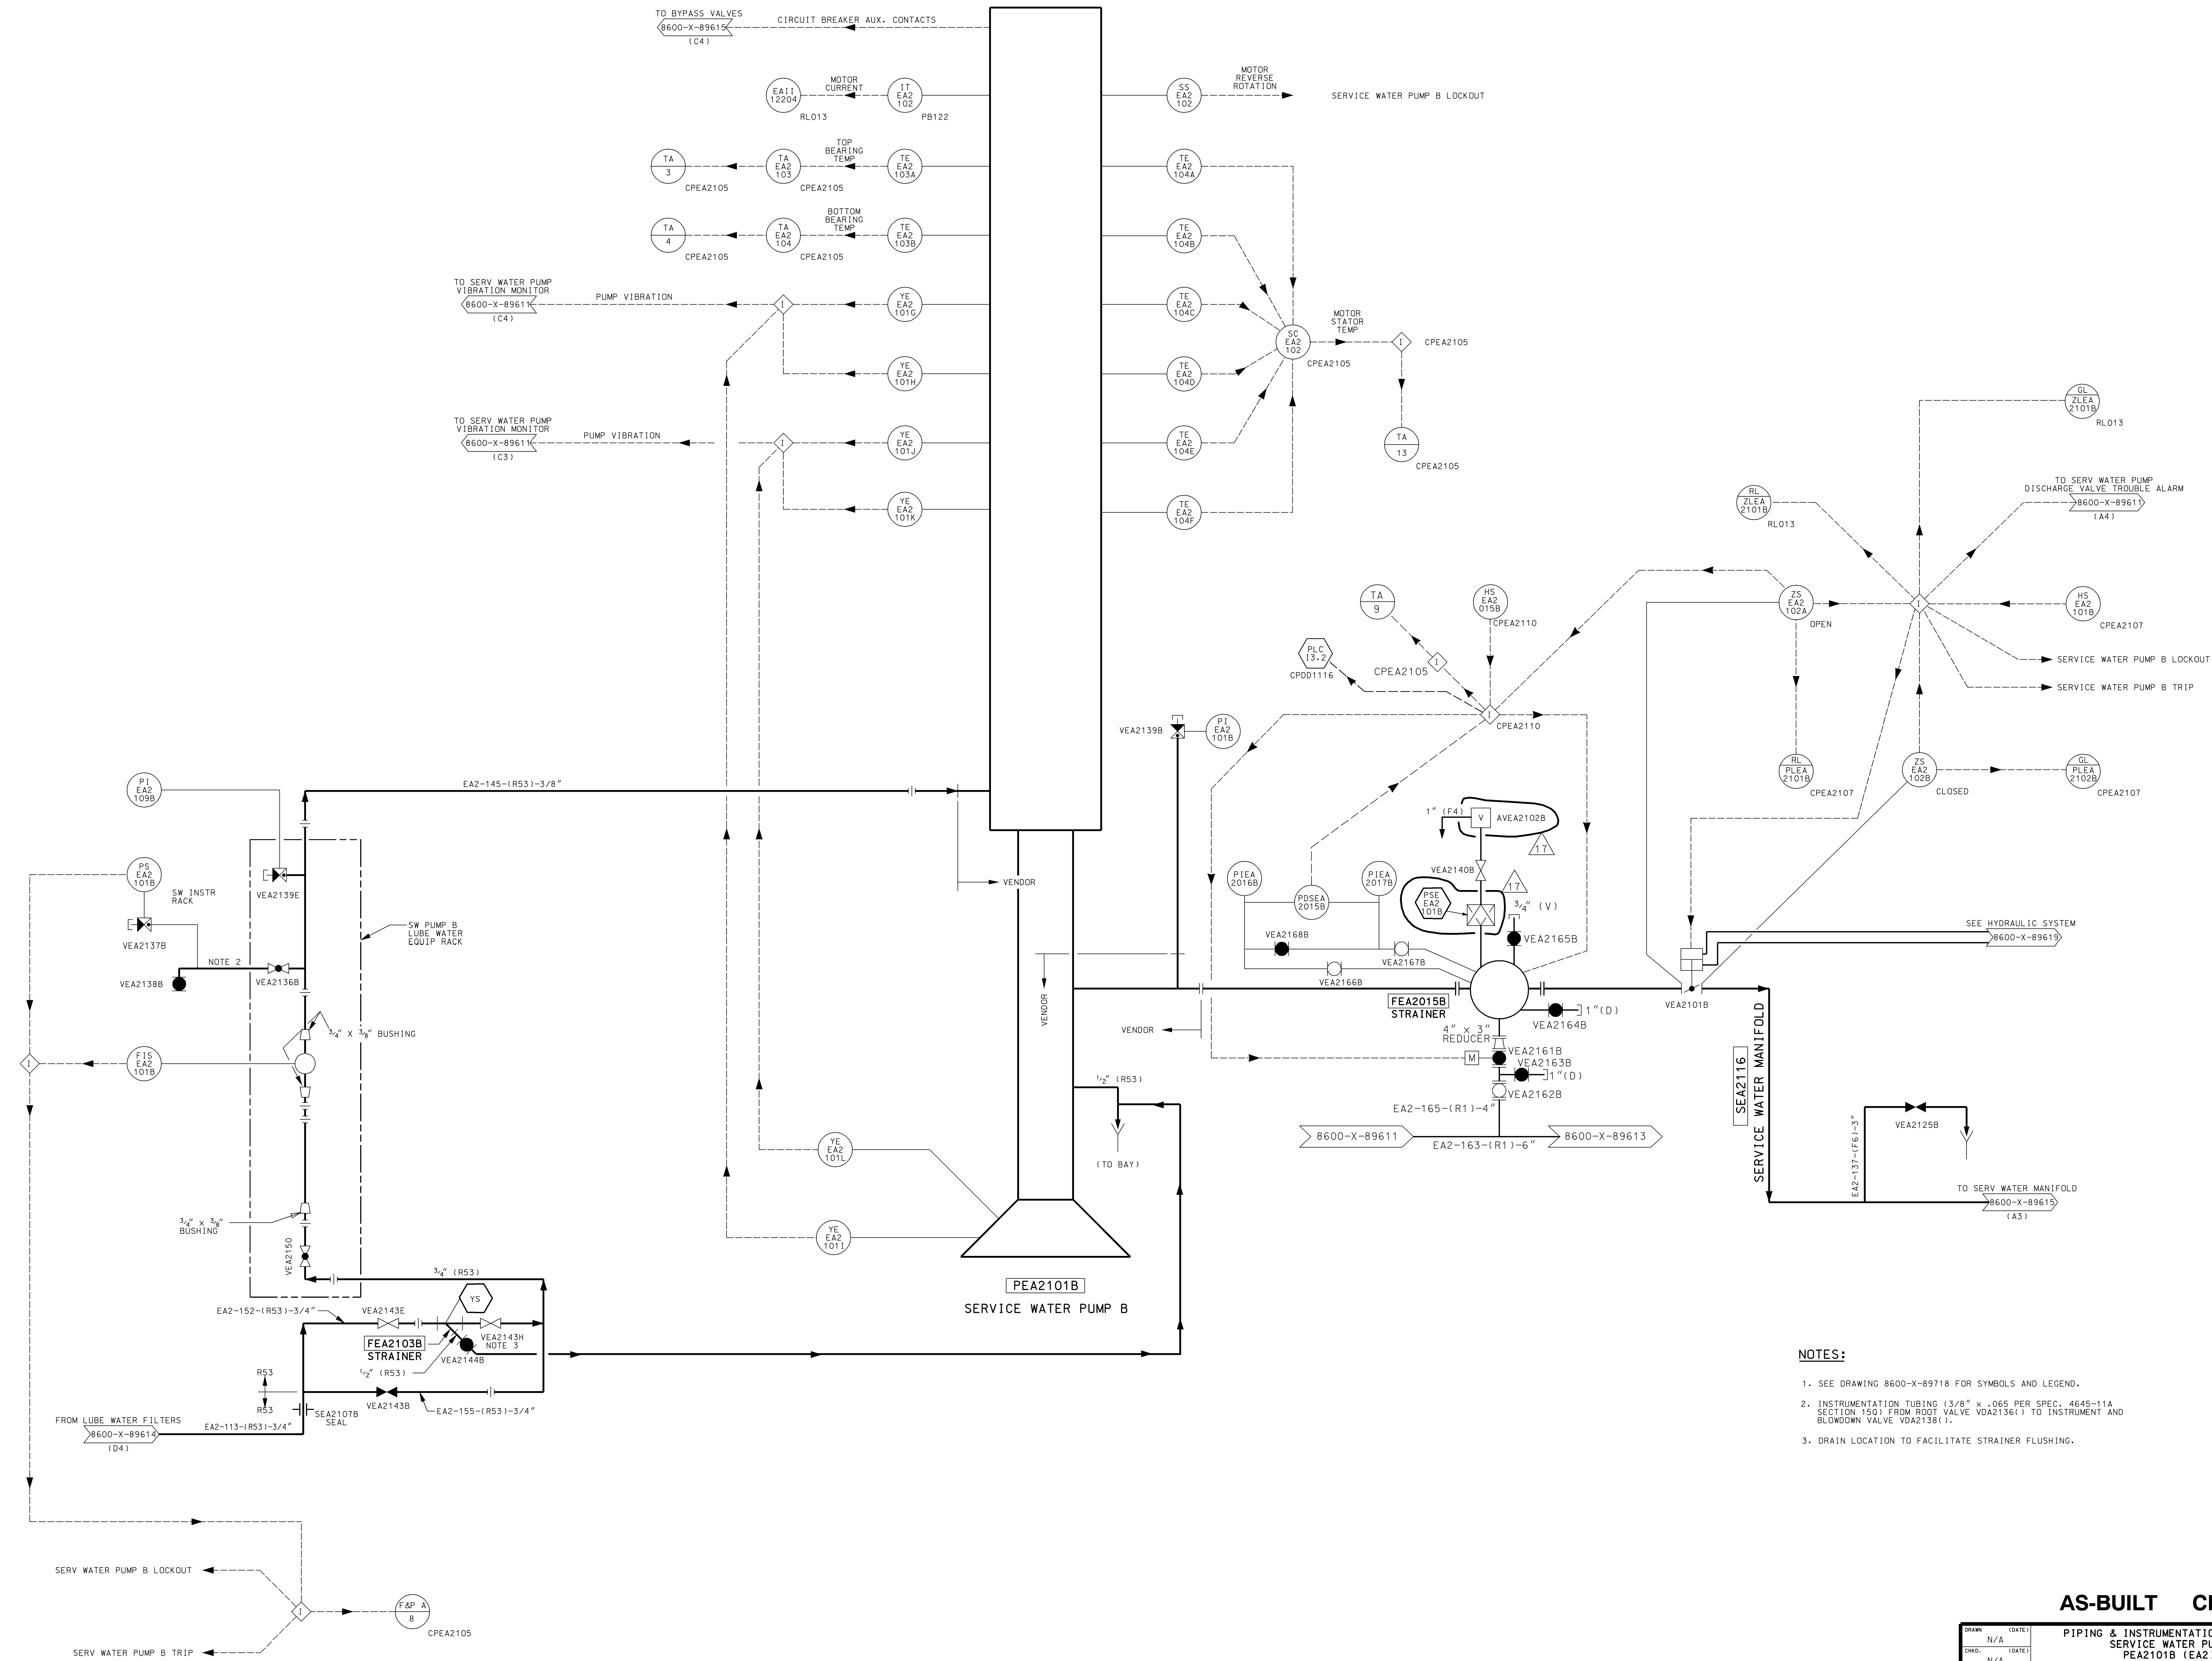 TO BYPASS VALVES
8600-X-89615
(C4)
CIRCUIT BREAKER AUX. CONTACTS
EAII
12204
RL013
MOTOR
CURRENT
IT
EA2
102
PB122
SS
EA2
102
MOTOR
REVERSE
ROTATION
SERVICE WATER PUMP B LOCKOUT
TA
3
CPEA2105
TA
EA2
103
CPEA2105
TOP
BEARING
TEMP
TE
EA2
103A
TE
EA2
104A
TA
4
CPEA2105
TA
EA2
104
CPEA2105
BOTTOM
BEARING
TEMP
TE
EA2
103B
TE
EA2
104B
TO SERV WATER PUMP
VIBRATION MONITOR
8600-X-89611
(C4)
PUMP VIBRATION
I
YE
EA2
101G
TE
EA2
104C
SC
EA2
102
CPEA2105
MOTOR
STATOR
TEMP
I
CPEA2105
YE
EA2
101H
TE
EA2
104D
TO SERV WATER PUMP
VIBRATION MONITOR
8600-X-89611
(C3)
PUMP VIBRATION
I
YE
EA2
101J
TE
EA2
104E
TA
13
CPEA2105
YE
EA2
101K
TE
EA2
104F
GL
ZLEA
2101B
RL013
RL
ZLEA
2101B
RL013
TO SERV WATER PUMP
DISCHARGE VALVE TROUBLE ALARM
8600-X-89611
(A4)
TA
9
HS
EA2
015B
CPEA2110
ZS
EA2
102A
OPEN
I
HS
EA2
101B
CPEA2107
PLC
I3.2
CPDD1116
CPEA2105
I
SERVICE WATER PUMP B LOCKOUT
SERVICE WATER PUMP B TRIP
I
CPEA2110
VEA2139B
PI
EA2
101B
RL
PLEA
2101B
CPEA2107
ZS
EA2
102B
CLOSED
GL
PLEA
2102B
CPEA2107
PI
EA2
109B
EA2-145-(R53)-3/8"
1" (F4)
V
AVEA2102B
17
VEA2140B
PS
EA2
101B
SW INSTR
RACK
VEA2137B
VEA2139E
VENDOR
PIEA
2016B
PDSEA
2015B
PIEA
2017B
PSE
EA2
101B
17
3/4" (V)
SW PUMP B
LUBE WATER
EQUIP RACK
VEA2168B
VEA2167B
VEA2165B
VEA2166B
SEE HYDRAULIC SYSTEM
8600-X-89619
NOTE 2
VEA2138B
VEA2136B
VENDOR
VENDOR
FEA2015B
STRAINER
VEA2164B
1"(D)
VEA2101B
3/4" X 3/8" BUSHING
4" x 3"
REDUCER
VEA2161B
M
VEA2163B
1"(D)
VEA2162B
I
FIS
EA2
101B
1/2" (R53)
EA2-165-(R1)-4"
SEA2116
SERVICE WATER MANIFOLD
8600-X-89611
EA2-163-(R1)-6"
8600-X-89613
EA2-137-(F6)-3"
VEA2125B
YE
EA2
101L
(TO BAY)
TO SERV WATER MANIFOLD
8600-X-89615
(A3)
3/4" x 3/8"
BUSHING
VEA2150
YE
EA2
101I
3/4" (R53)
PEA2101B
SERVICE WATER PUMP B
EA2-152-(R53)-3/4"
VEA2143E
YS
FEA2103B
STRAINER
VEA2143H
NOTE 3
VEA2144B
1/2" (R53)
R53
R53
SEA2107B
SEAL
VEA2143B
EA2-155-(R53)-3/4"
FROM LUBE WATER FILTERS
8600-X-89614
(D4)
EA2-113-(R53)-3/4"
NOTES:
1. SEE DRAWING 8600-X-89718 FOR SYMBOLS AND LEGEND.
2. INSTRUMENTATION TUBING (3/8" x .065 PER SPEC. 4645-11A
SECTION 15Q) FROM ROOT VALVE VDA2136() TO INSTRUMENT AND
BLOWDOWN VALVE VDA2138().
3. DRAIN LOCATION TO FACILITATE STRAINER FLUSHING.
SERV WATER PUMP B LOCKOUT
I
F&P A
8
CPEA2105
SERV WATER PUMP B TRIP
AS-BUILT
DRAWN (DATE)
N/A
CHKD. (DATE)
N/A
PIPING & INSTRUMENTATIO
SERVICE WATER PU
PEA2101B (EA2